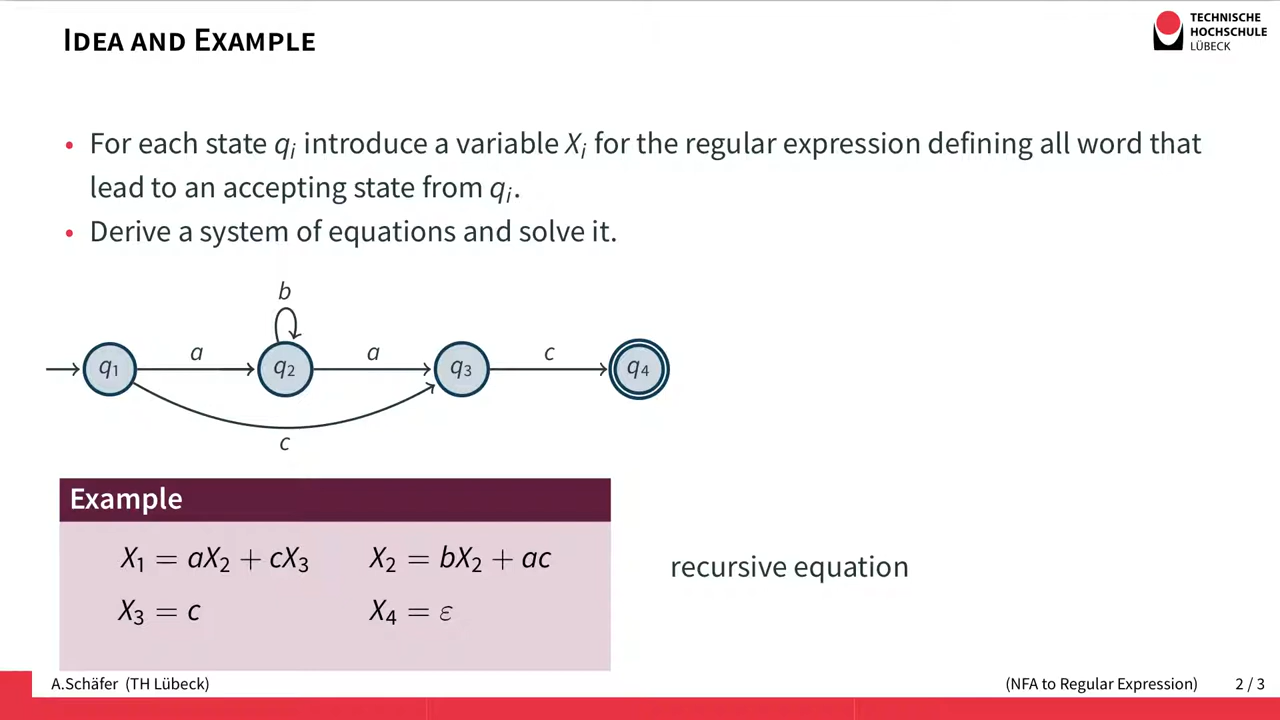 IDEA AND EXAMPLE
TECHNISCHE
HOCHSCHULE
LÜBECK
• For each state qᵢ introduce a variable Xᵢ for the regular expression defining all word that
lead to an accepting state from qᵢ.
• Derive a system of equations and solve it.
b
a a c
q₁ q₂ q₃ q₄
c
Example
X₁ = aX₂ + cX₃ X₂ = bX₂ + ac
recursive equation
X₃ = c X₄ = ε
A.Schäfer (TH Lübeck) (NFA to Regular Expression) 2 / 3